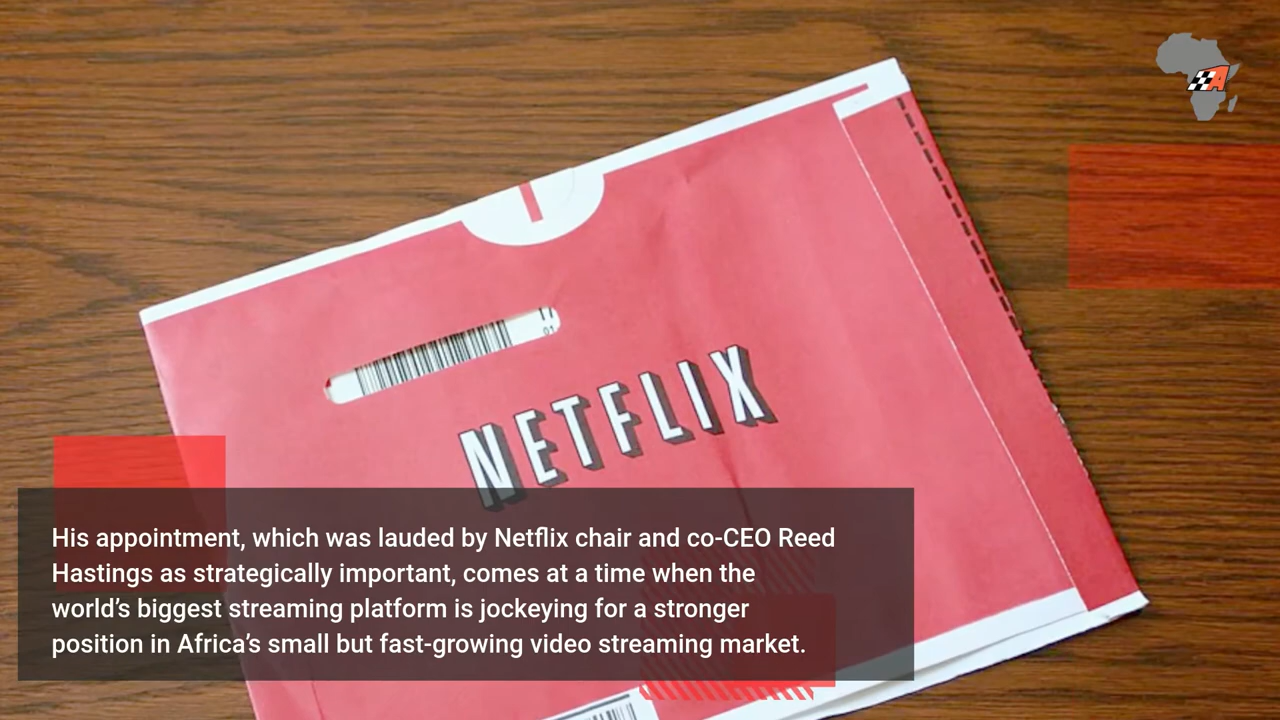 NETFLIX
01
His appointment, which was lauded by Netflix chair and co-CEO Reed
Hastings as strategically important, comes at a time when the
world’s biggest streaming platform is jockeying for a stronger
position in Africa’s small but fast-growing video streaming market.